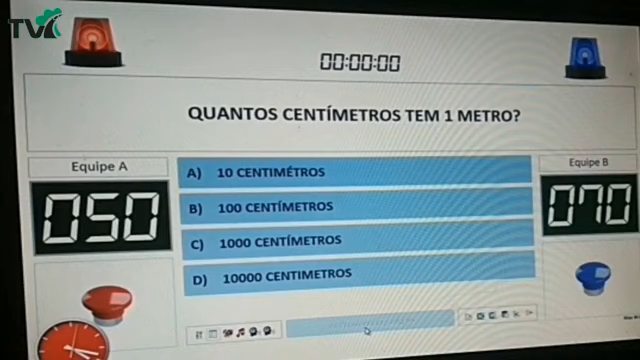 TV
00:00:00
QUANTOS CENTÍMETROS TEM 1 METRO?
Equipe A
Equipe B
050
070
A) 10 CENTIMÉTROS
B) 100 CENTÍMETROS
C) 1000 CENTÍMETROS
D) 10000 CENTIMETROS